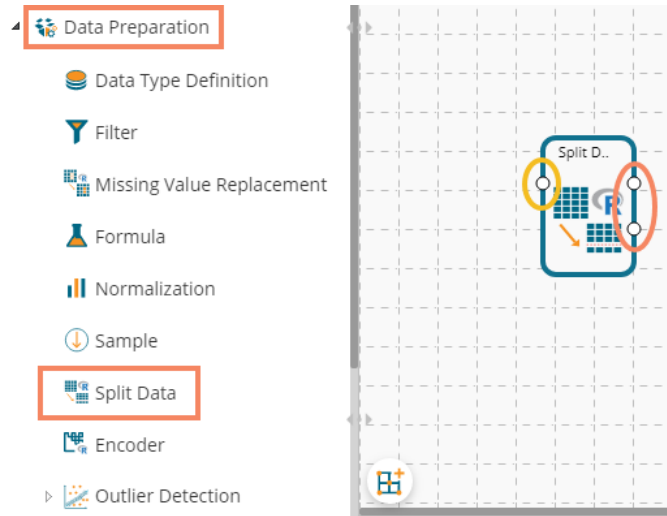 Data Preparation
Data Type Definition
Filter
Missing Value Replacement
Formula
Normalization
Sample
Split Data
Encoder
Outlier Detection
Split D..
R